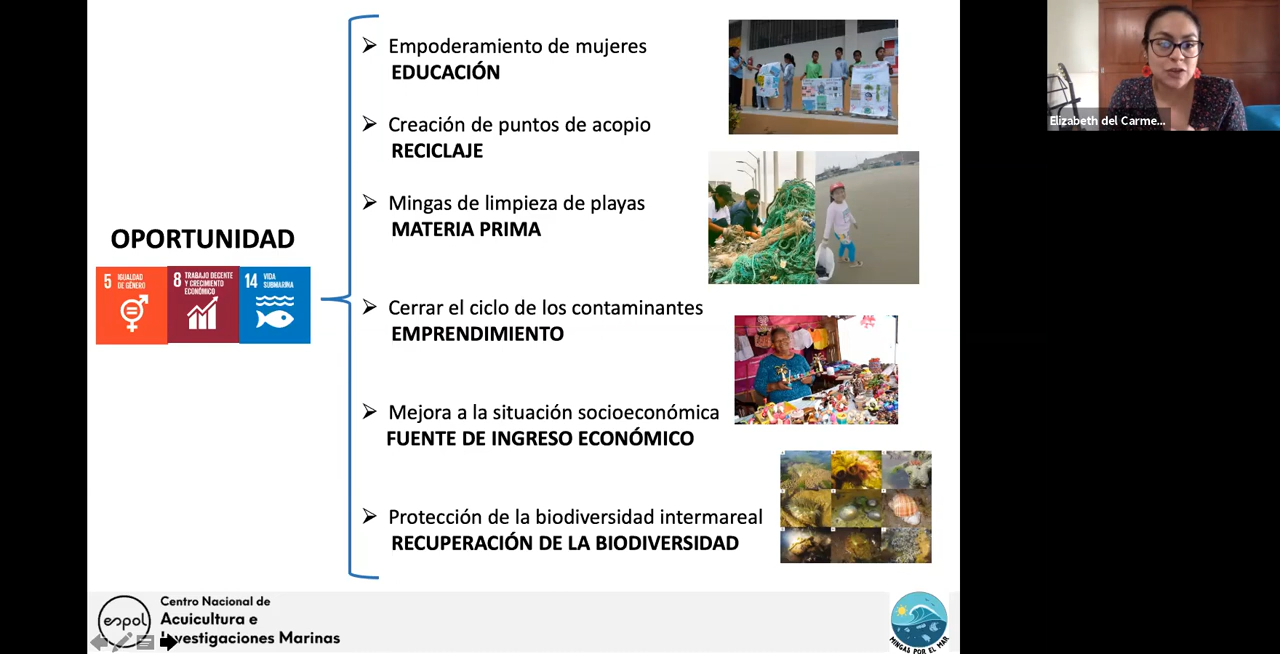 OPORTUNIDAD
5 IGUALDAD
DE GÉNERO
8 TRABAJO DECENTE
Y CRECIMIENTO
ECONÓMICO
14 VIDA
SUBMARINA
➢ Empoderamiento de mujeres
EDUCACIÓN
➢ Creación de puntos de acopio
RECICLAJE
➢ Mingas de limpieza de playas
MATERIA PRIMA
➢ Cerrar el ciclo de los contaminantes
EMPRENDIMIENTO
➢ Mejora a la situación socioeconómica
FUENTE DE INGRESO ECONÓMICO
➢ Protección de la biodiversidad intermareal
RECUPERACIÓN DE LA BIODIVERSIDAD
espol
Centro Nacional de
Acuicultura e
Investigaciones Marinas
MINGAS POR EL MAR
Elizabeth del Carme...